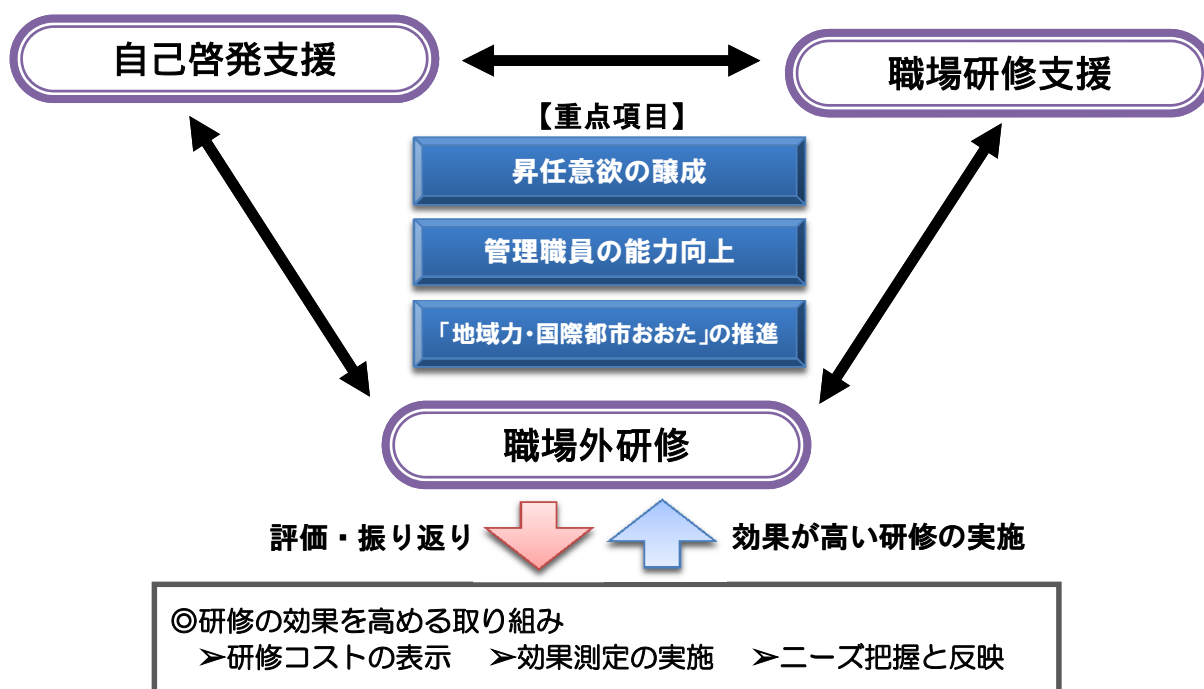 自己啓発支援
職場研修支援
【重点項目】
昇任意欲の醸成
管理職員の能力向上
「地域力・国際都市おおた」の推進
職場外研修
評価・振り返り
効果が高い研修の実施
◎研修の効果を高める取り組み
➢研修コストの表示 ➢効果測定の実施 ➢ニーズ把握と反映